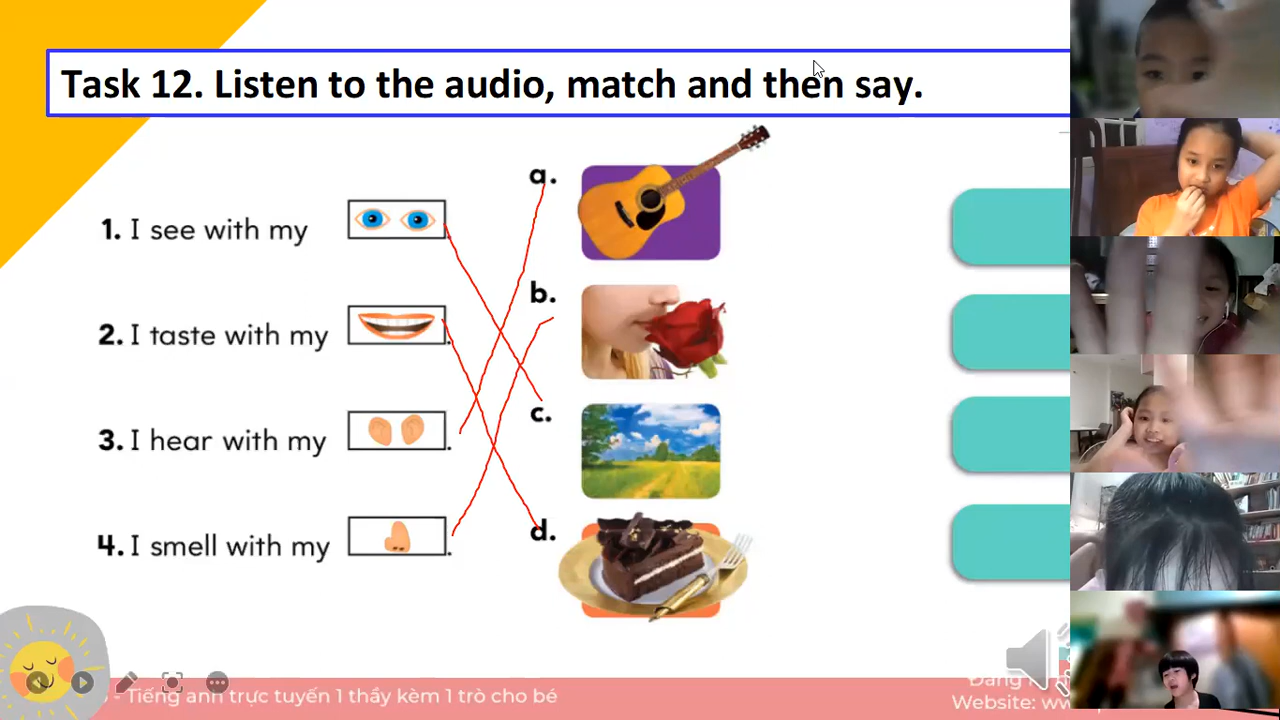 Task 12. Listen to the audio, match and then say.
a.
1. I see with my
b.
2. I taste with my
.
c.
3. I hear with my
.
d.
4. I smell with my
.
- Tiếng anh trực tuyến 1 thầy kèm 1 trò cho bé
Website: